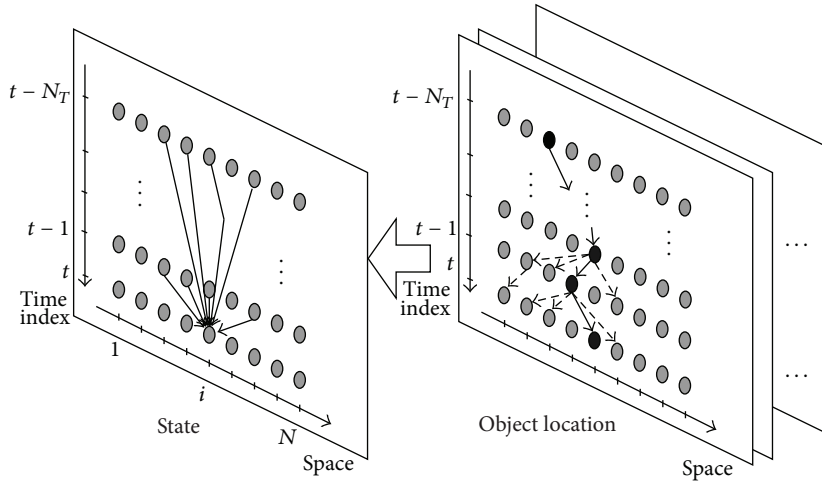 t − N_T
t − 1
t
Time
index
1
i
N
State
Space
t − N_T
t − 1
t
Time
index
Object location
Space